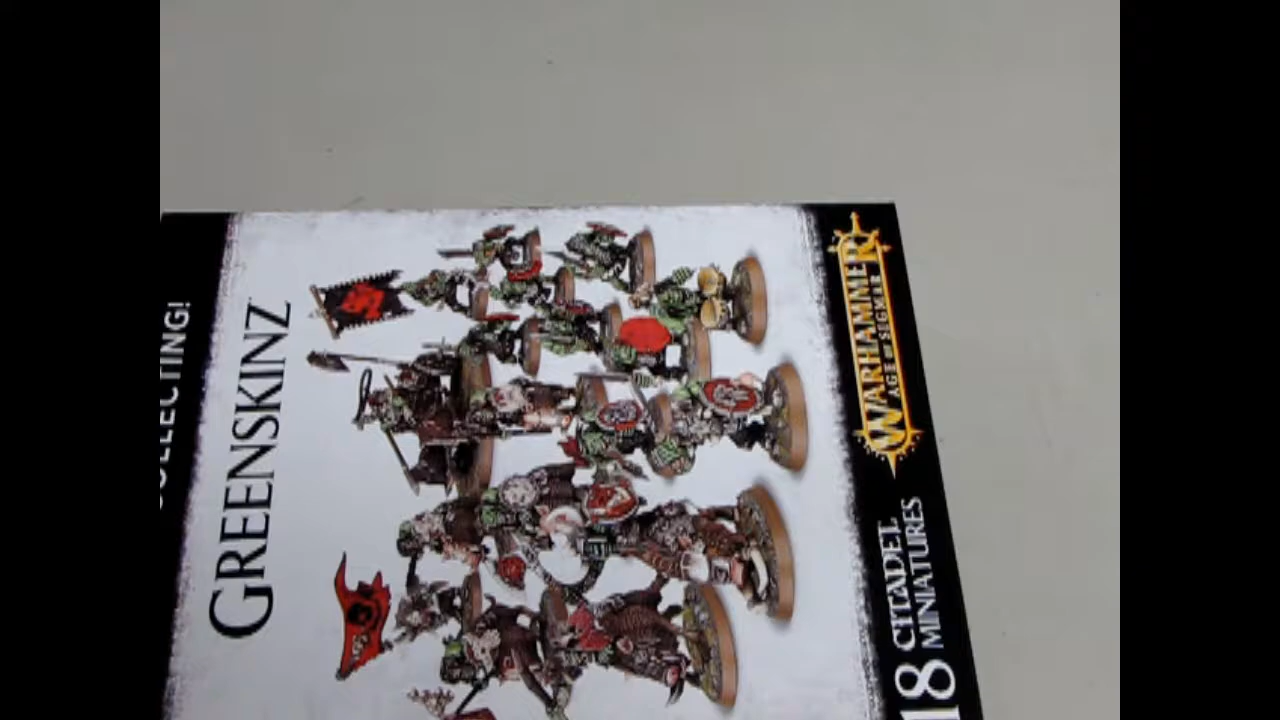 COLLECTING!
GREENSKINZ
WARHAMMER
AGE OF SIGMAR
18 CITADEL
MINIATURES